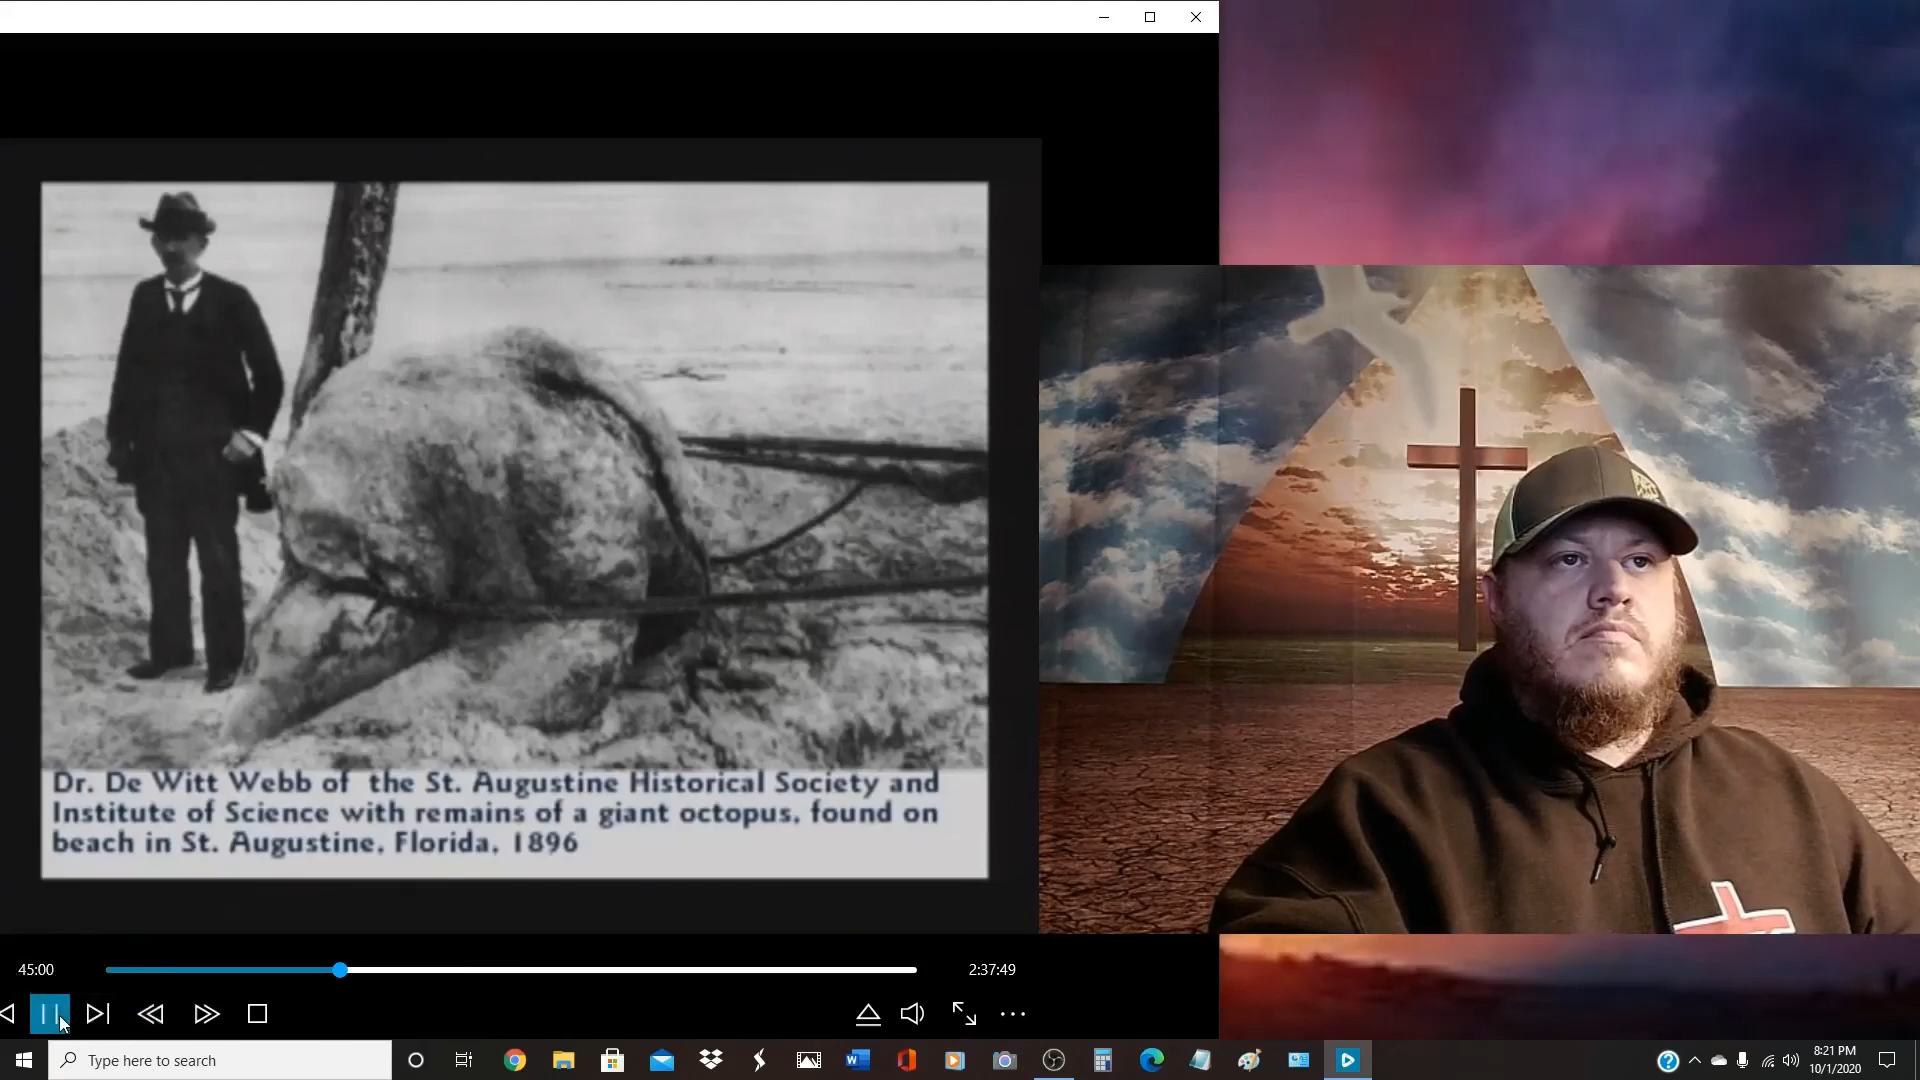 Dr. De Witt Webb of the St. Augustine Historical Society and
Institute of Science with remains of a giant octopus, found on
beach in St. Augustine, Florida, 1896
45:00
2:37:49
Type here to search
8:21 PM
10/1/2020